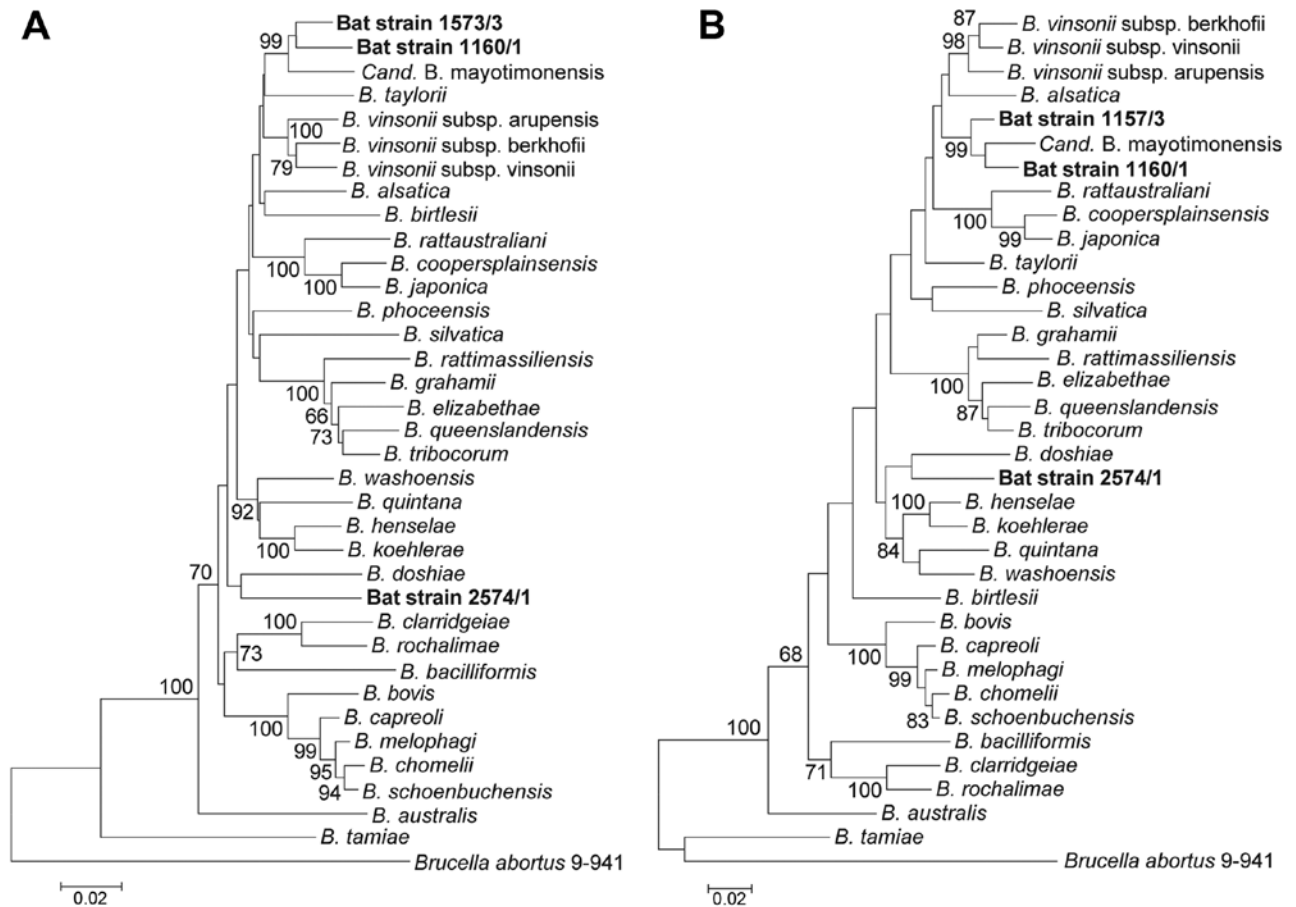 A
Bat strain 1573/3
99
Bat strain 1160/1
Cand. B. mayotimonensis
B. taylorii
B. vinsonii subsp. arupensis
100
B. vinsonii subsp. berkhofii
79
B. vinsonii subsp. vinsonii
B. alsatica
B. birtlesii
B. rattaustraliani
100
B. coopersplainsensis
100
B. japonica
B. phoceensis
B. silvatica
B. rattimassiliensis
100
B. grahamii
66
B. elizabethae
73
B. queenslandensis
B. tribocorum
B. washoensis
92
B. quintana
B. henselae
100
B. koehlerae
70
B. doshiae
Bat strain 2574/1
100
B. clarridgeiae
B. rochalimae
73
B. bacilliformis
100
B. bovis
100
B. capreoli
99
B. melophagi
95
B. chomelii
94
B. schoenbuchensis
B. australis
B. tamiae
Brucella abortus 9-941
0.02
B
87
B. vinsonii subsp. berkhofii
98
B. vinsonii subsp. vinsonii
B. vinsonii subsp. arupensis
B. alsatica
Bat strain 1157/3
99
Cand. B. mayotimonensis
Bat strain 1160/1
B. rattaustraliani
100
B. coopersplainsensis
99
B. japonica
B. taylorii
B. phoceensis
B. silvatica
B. grahamii
B. rattimassiliensis
100
B. elizabethae
87
B. queenslandensis
B. tribocorum
B. doshiae
Bat strain 2574/1
100
B. henselae
B. koehlerae
84
B. quintana
B. washoensis
B. birtlesii
B. bovis
68
100
B. capreoli
99
B. melophagi
B. chomelii
83
B. schoenbuchensis
100
B. bacilliformis
71
B. clarridgeiae
100
B. rochalimae
B. australis
B. tamiae
Brucella abortus 9-941
0.02